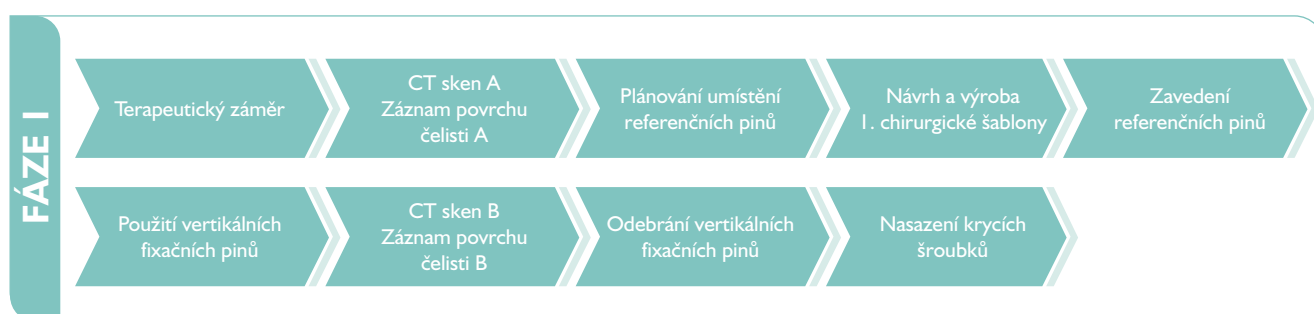 FÁZE I
Terapeutický záměr
CT sken A
Záznam povrchu
čelisti A
Plánování umístění
referenčních pinů
Návrh a výroba
1. chirurgické šablony
Zavedení
referenčních pinů
Použití vertikálních
fixačních pinů
CT sken B
Záznam povrchu
čelisti B
Odebrání vertikálních
fixačních pinů
Nasazení krycích
šroubků